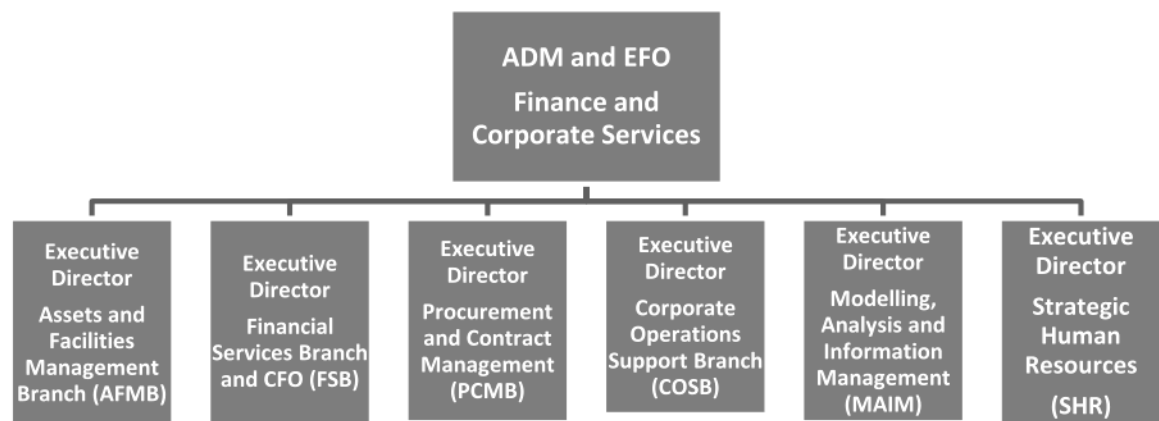 ADM and EFO
Finance and
Corporate Services
Executive
Director
Assets and
Facilities
Management
Branch (AFMB)
Executive
Director
Financial
Services Branch
and CFO (FSB)
Executive
Director
Procurement
and Contract
Management
(PCMB)
Executive
Director
Corporate
Operations
Support Branch
(COSB)
Executive
Director
Modelling,
Analysis and
Information
Management
(MAIM)
Executive
Director
Strategic
Human
Resources
(SHR)